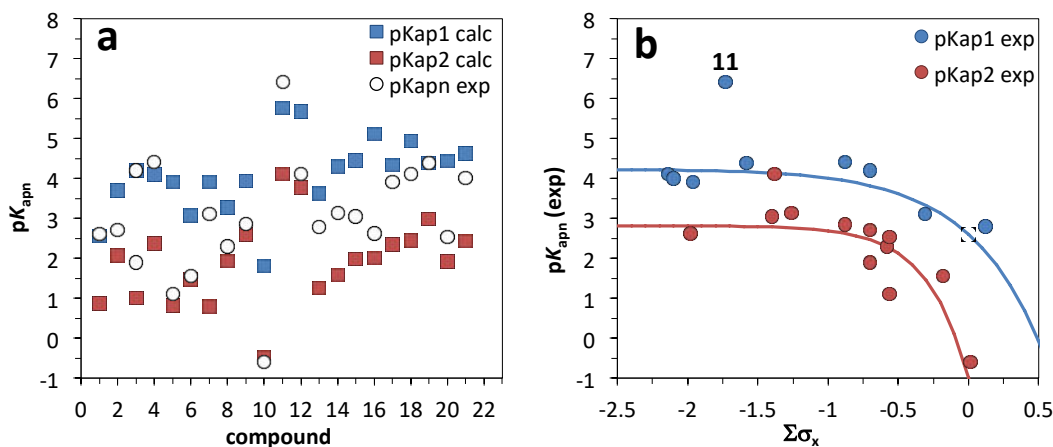 a
pKap1 calc
pKap2 calc
pKapn exp
8
7
6
5
4
3
2
1
0
-1
pKapn
0 2 4 6 8 10 12 14 16 18 20 22
compound
b
11
pKap1 exp
pKap2 exp
8
7
6
5
4
3
2
1
0
-1
pKapn (exp)
-2.5 -2 -1.5 -1 -0.5 0 0.5
Σσx